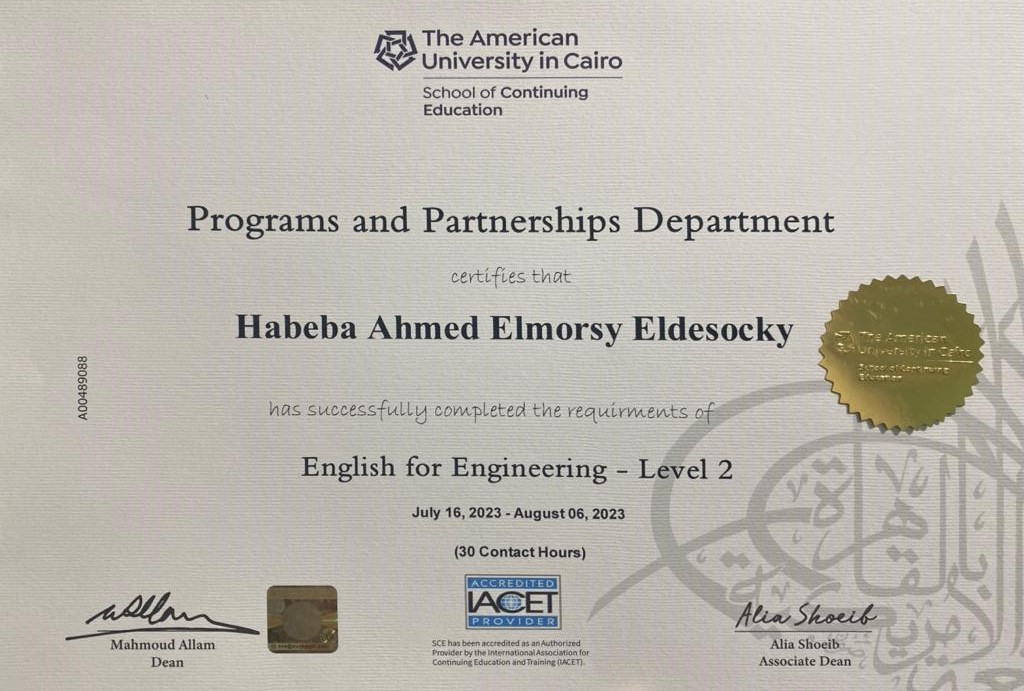 The American
University in Cairo
School of Continuing
Education
Programs and Partnerships Department
certifies that
Habeba Ahmed Elmorsy Eldesocky
The American
University in Cairo
School of Continuing
Education
A00489088
has successfully completed the requirments of
English for Engineering - Level 2
July 16, 2023 - August 06, 2023
(30 Contact Hours)
ACCREDITED
IACET
PROVIDER
SCE has been accredited as an Authorized
Provider by the International Association for
Continuing Education and Training (IACET).
Mahmoud Allam
Dean
Alia Shoeib
Alia Shoeib
Associate Dean